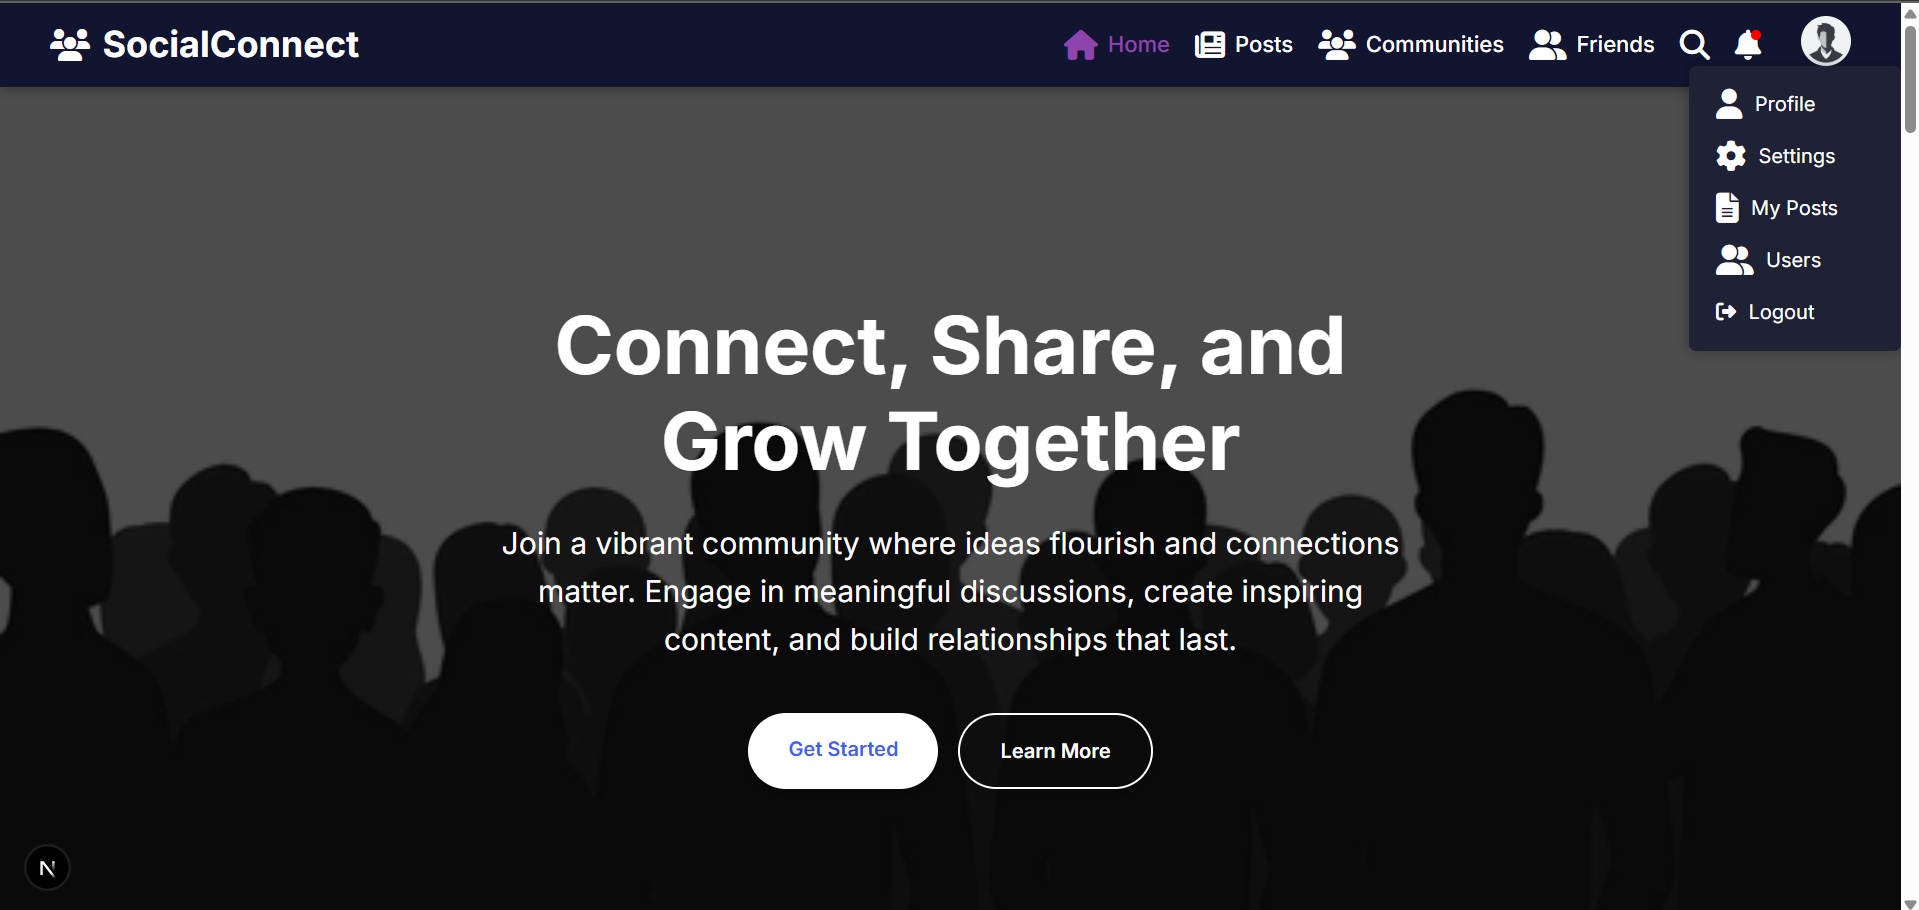 SocialConnect
Home
Posts
Communities
Friends
Profile
Settings
My Posts
Users
Logout
Connect, Share, and
Grow Together
Join a vibrant community where ideas flourish and connections
matter. Engage in meaningful discussions, create inspiring
content, and build relationships that last.
Get Started
Learn More
N